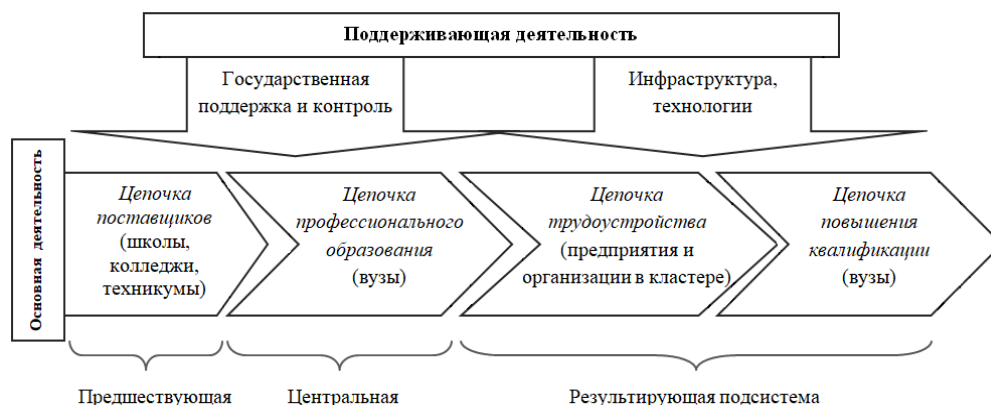 Поддерживающая деятельность
Государственная
поддержка и контроль
Инфраструктура,
технологии
Основная деятельность
Цепочка
поставщиков
(школы,
колледжи,
техникумы)
Цепочка
профессионального
образования
(вузы)
Цепочка
трудоустройства
(предприятия и
организации в кластере)
Цепочка
повышения
квалификации
(вузы)
Предшествующая
Центральная
Результирующая подсистема